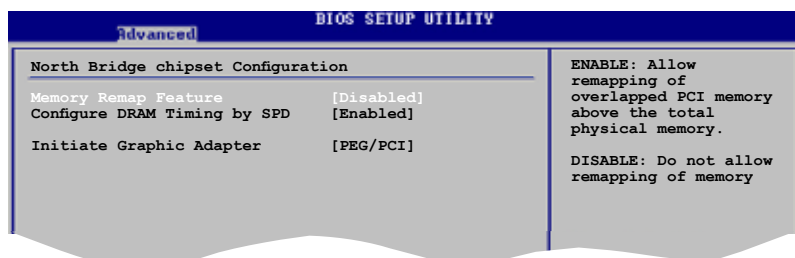 BIOS SETUP UTILITY
Advanced
North Bridge chipset Configuration
Memory Remap Feature [Disabled]
Configure DRAM Timing by SPD [Enabled]
Initiate Graphic Adapter [PEG/PCI]
ENABLE: Allow
remapping of
overlapped PCI memory
above the total
physical memory.
DISABLE: Do not allow
remapping of memory